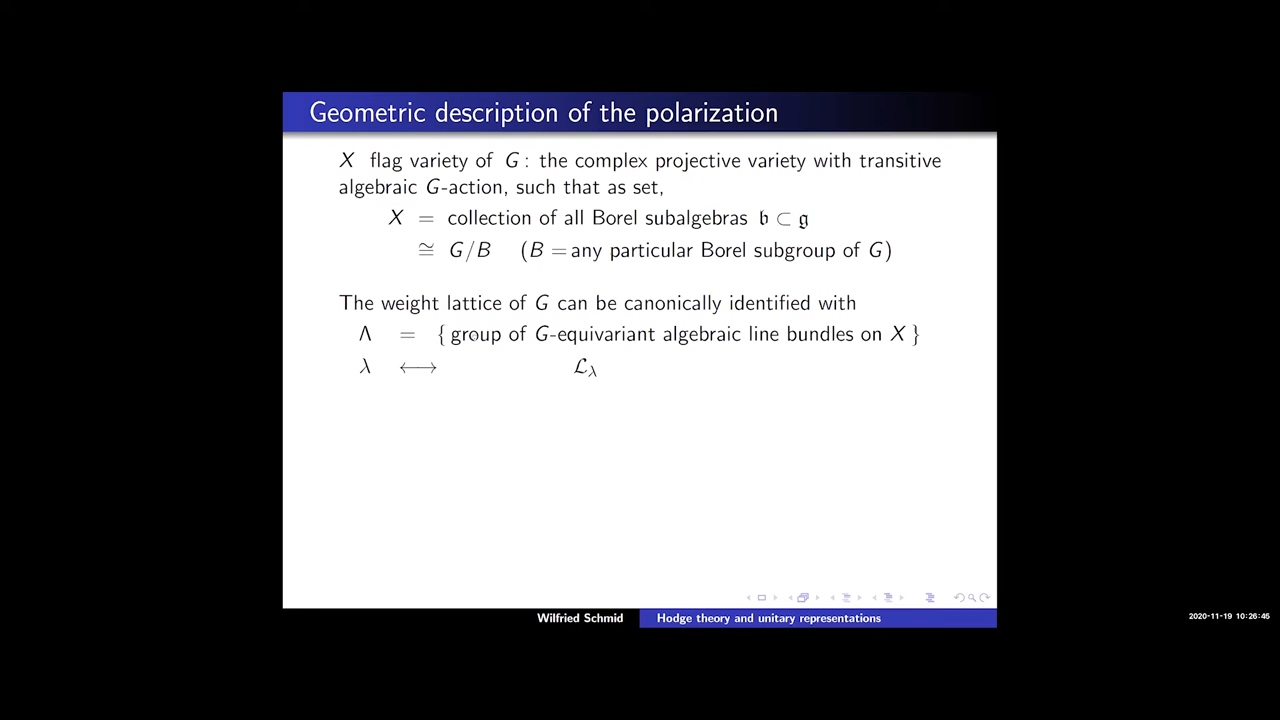 Geometric description of the polarization
X flag variety of G : the complex projective variety with transitive
algebraic G-action, such that as set,
X = collection of all Borel subalgebras 𝔟 ⊂ 𝔤
≅ G/B (B = any particular Borel subgroup of G)
The weight lattice of G can be canonically identified with
Λ = { group of G-equivariant algebraic line bundles on X }
λ ⟷ ℒ_λ
Wilfried Schmid Hodge theory and unitary representations
2020-11-19 10:26:45